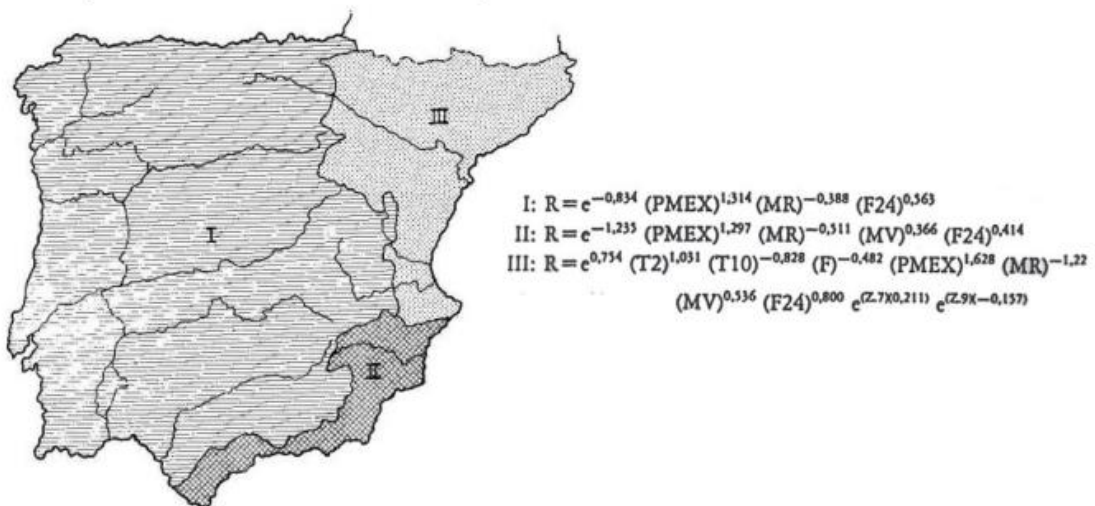 III
I
II
I: R = e^−0,834 (PMEX)^1,314 (MR)^−0,388 (F24)^0,563
II: R = e^−1,235 (PMEX)^1,297 (MR)^−0,511 (MV)^0,366 (F24)^0,414
III: R = e^0,754 (T2)^1,031 (T10)^−0,828 (F)^−0,482 (PMEX)^1,628 (MR)^−1,22
(MV)^0,536 (F24)^0,800 e^(Z.7)(0,211) e^(Z.9)(−0,157)